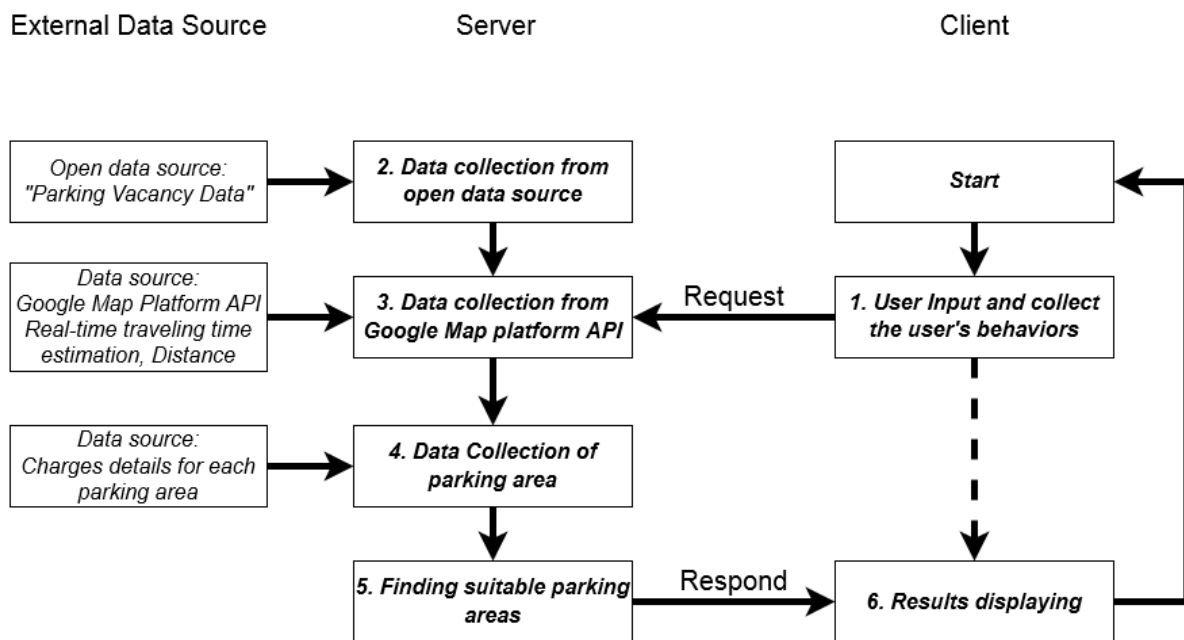 External Data Source
Server
Client
Open data source:
"Parking Vacancy Data"
2. Data collection from
open data source
Start
Data source:
Google Map Platform API
Real-time traveling time
estimation, Distance
3. Data collection from
Google Map platform API
Request
1. User Input and collect
the user's behaviors
Data source:
Charges details for each
parking area
4. Data Collection of
parking area
5. Finding suitable parking
areas
Respond
6. Results displaying